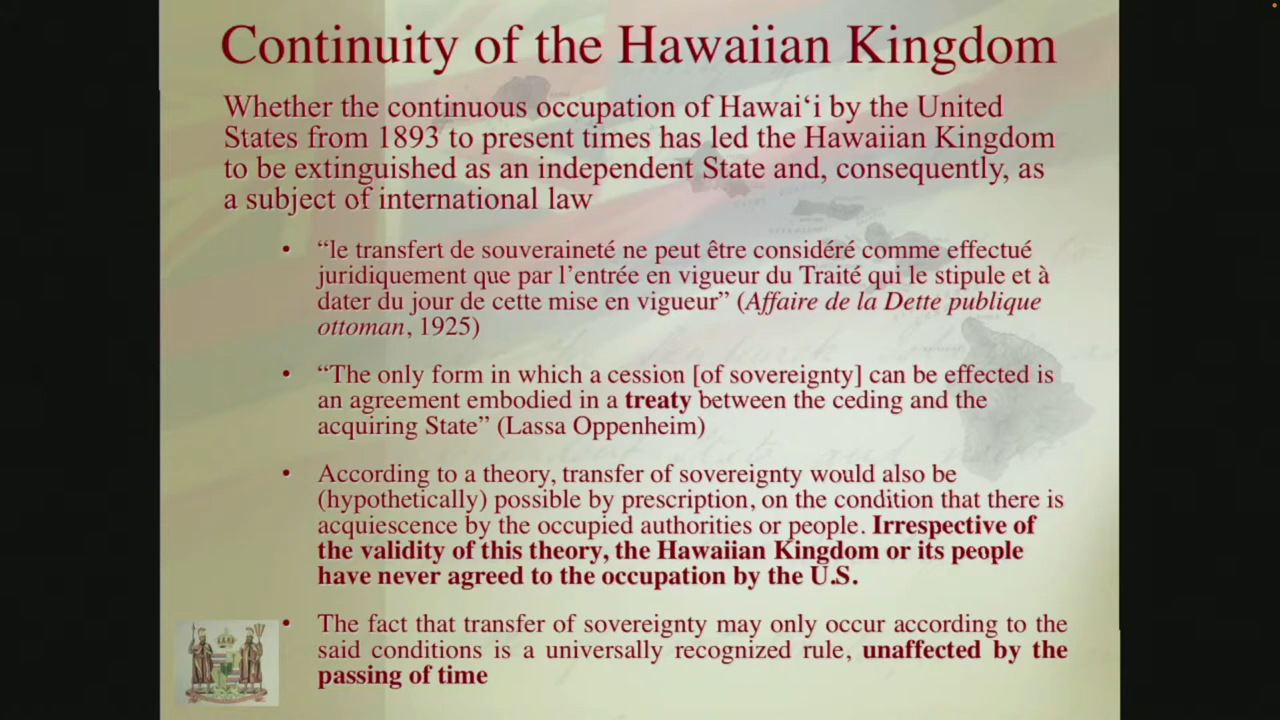 Continuity of the Hawaiian Kingdom
Whether the continuous occupation of Hawai‘i by the United
States from 1893 to present times has led the Hawaiian Kingdom
to be extinguished as an independent State and, consequently, as
a subject of international law
• “le transfert de souveraineté ne peut être considéré comme effectué
juridiquement que par l’entrée en vigueur du Traité qui le stipule et à
dater du jour de cette mise en vigueur” (Affaire de la Dette publique
ottoman, 1925)
• “The only form in which a cession [of sovereignty] can be effected is
an agreement embodied in a treaty between the ceding and the
acquiring State” (Lassa Oppenheim)
• According to a theory, transfer of sovereignty would also be
(hypothetically) possible by prescription, on the condition that there is
acquiescence by the occupied authorities or people. Irrespective of
the validity of this theory, the Hawaiian Kingdom or its people
have never agreed to the occupation by the U.S.
• The fact that transfer of sovereignty may only occur according to the
said conditions is a universally recognized rule, unaffected by the
passing of time